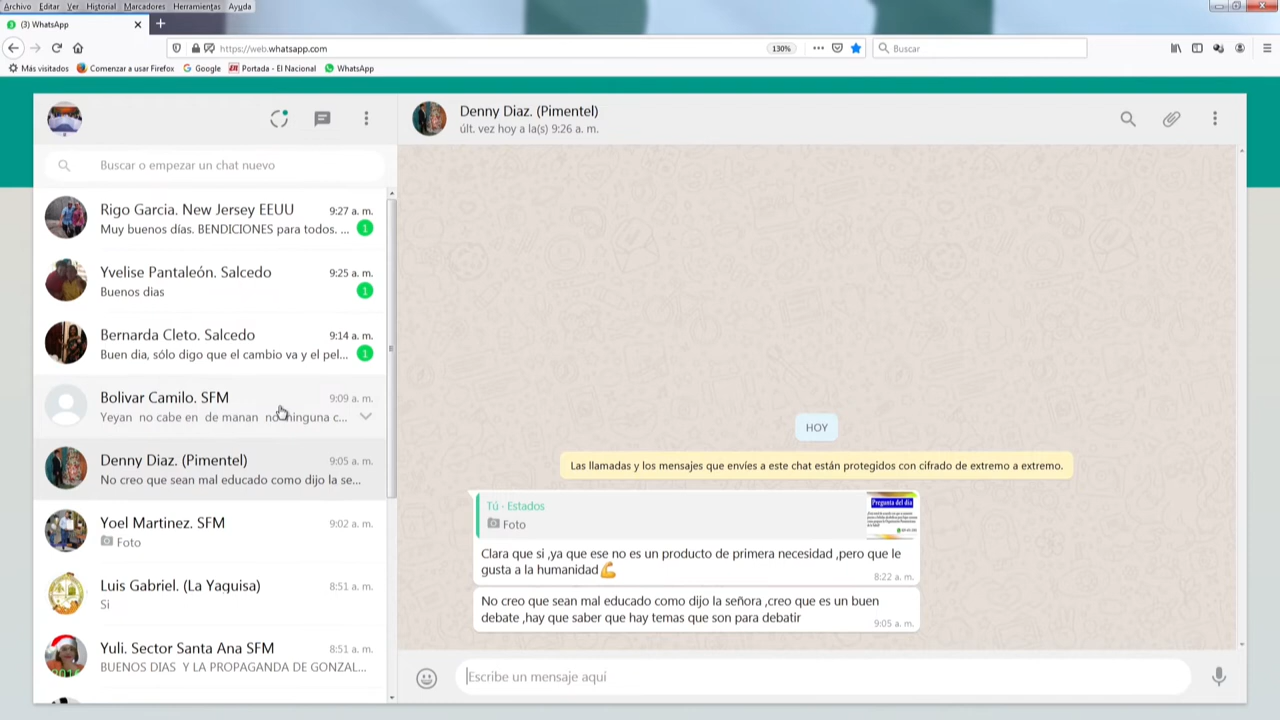 Archivo Editar Ver Historial Marcadores Herramientas Ayuda
(3) WhatsApp
https://web.whatsapp.com
130%
Buscar
Más visitados Comenzar a usar Firefox Google Portada - El Nacional WhatsApp
Denny Diaz. (Pimentel)
últ. vez hoy a la(s) 9:26 a. m.
Buscar o empezar un chat nuevo
Rigo Garcia. New Jersey EEUU 9:27 a. m.
Muy buenos días. BENDICIONES para todos. ... 1
Yvelise Pantaleón. Salcedo 9:25 a. m.
Buenos dias 1
Bernarda Cleto. Salcedo 9:14 a. m.
Buen dia, sólo digo que el cambio va y el pel... 1
Bolivar Camilo. SFM 9:09 a. m.
Yeyan no cabe en de manan no ninguna c...
Denny Diaz. (Pimentel) 9:05 a. m.
No creo que sean mal educado como dijo la se...
Yoel Martinez. SFM 9:02 a. m.
Foto
Luis Gabriel. (La Yaguisa) 8:51 a. m.
Si
Yuli. Sector Santa Ana SFM 8:51 a. m.
BUENOS DIAS Y LA PROPAGANDA DE GONZAL...
HOY
Las llamadas y los mensajes que envíes a este chat están protegidos con cifrado de extremo a extremo.
Tú · Estados
Foto
Pregunta del día
Clara que si ,ya que ese no es un producto de primera necesidad ,pero que le
gusta a la humanidad💪
8:22 a. m.
No creo que sean mal educado como dijo la señora ,creo que es un buen
debate ,hay que saber que hay temas que son para debatir
9:05 a. m.
Escribe un mensaje aquí